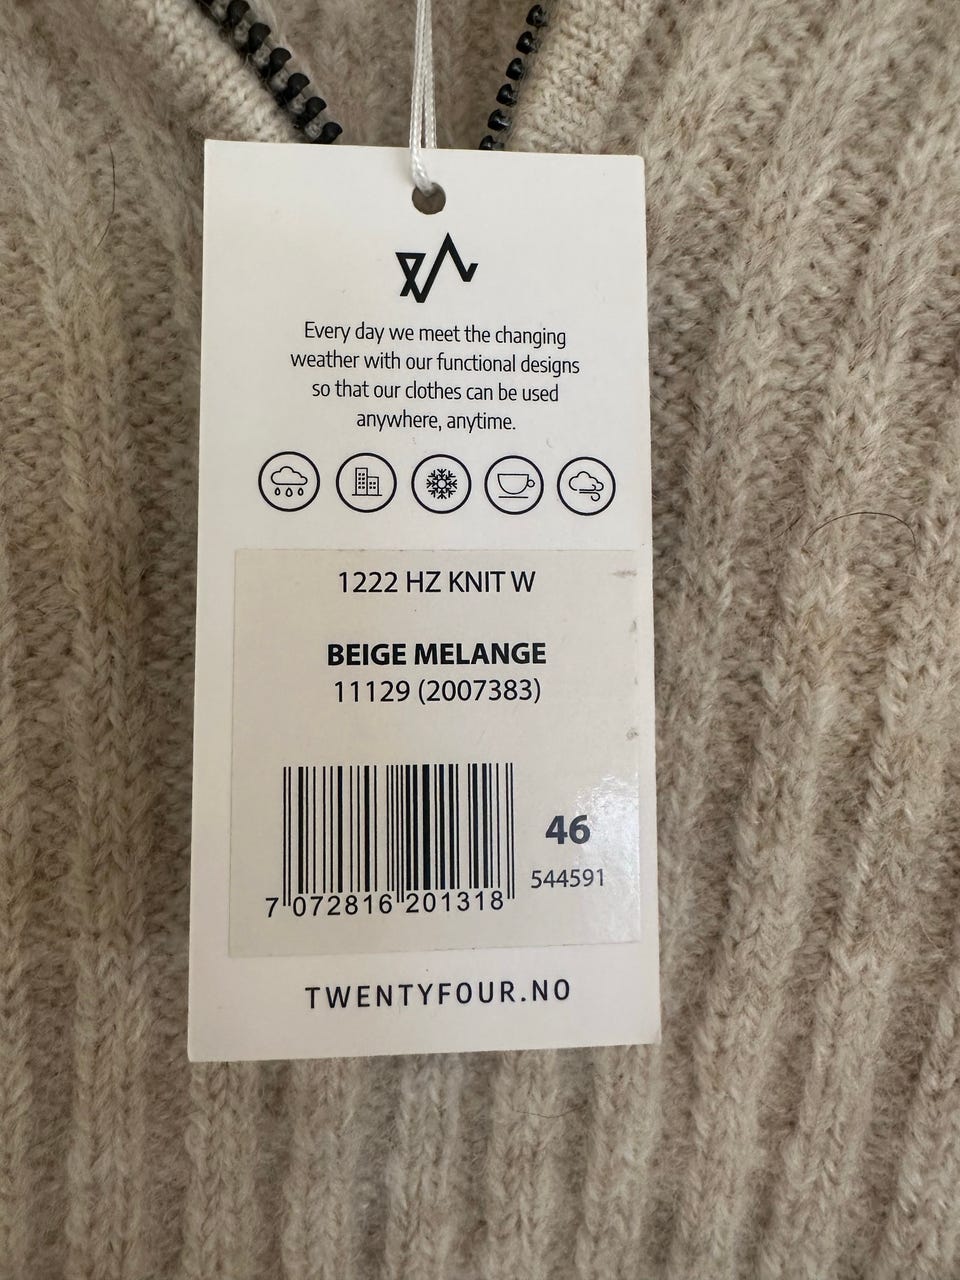 Every day we meet the changing
weather with our functional designs
so that our clothes can be used
anywhere, anytime.
1222 HZ KNIT W
BEIGE MELANGE
11129 (2007383)
46
544591
7 072816 201318
TWENTYFOUR.NO